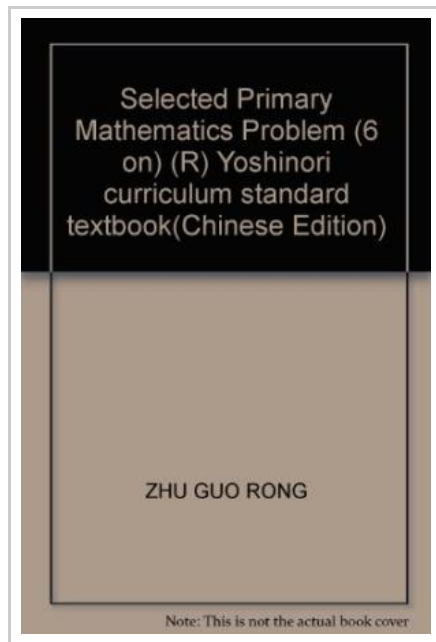 Selected Primary
Mathematics Problem (6
on) (R) Yoshinori
curriculum standard
textbook(Chinese Edition)
ZHU GUO RONG
Note: This is not the actual book cover